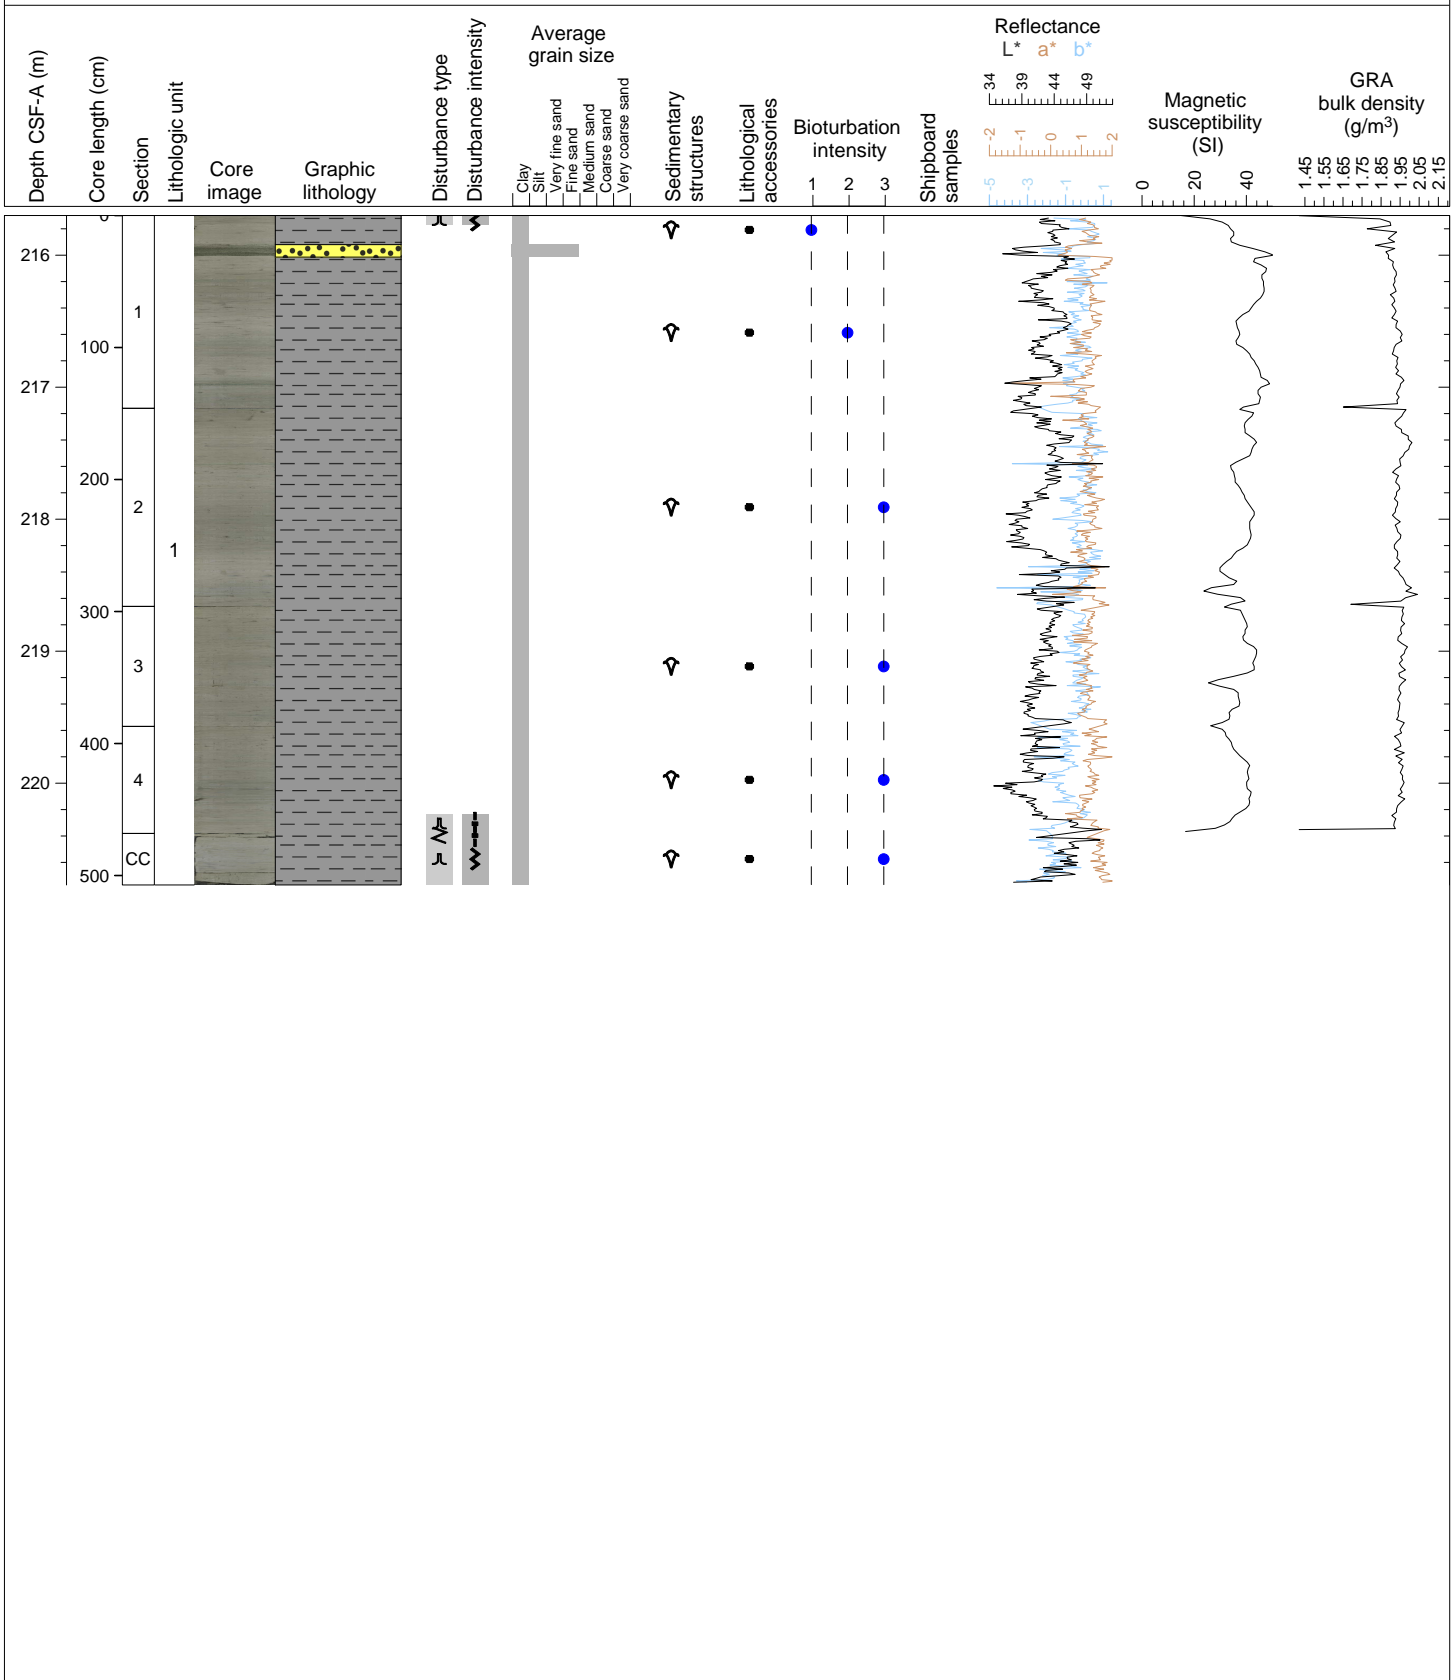 Depth CSF-A (m)
Core length (cm)
Section
Lithologic unit
Core
image
Graphic
lithology
Disturbance type
Disturbance intensity
Average
grain size
Clay
Silt
Very fine sand
Fine sand
Medium sand
Coarse sand
Very coarse sand
Sedimentary
structures
Lithological
accessories
Bioturbation
intensity
1 2 3
Shipboard
samples
Reflectance
L* a* b*
34 39 44 49
-2 -1 0 1 2
-5 -3 -1 1
Magnetic
susceptibility
(SI)
0 20 40
GRA
bulk density
(g/m³)
1.45 1.55 1.65 1.75 1.85 1.95 2.05 2.15
0
216
1
100
217
200
2
218
1
300
219
3
400
220
4
CC
500